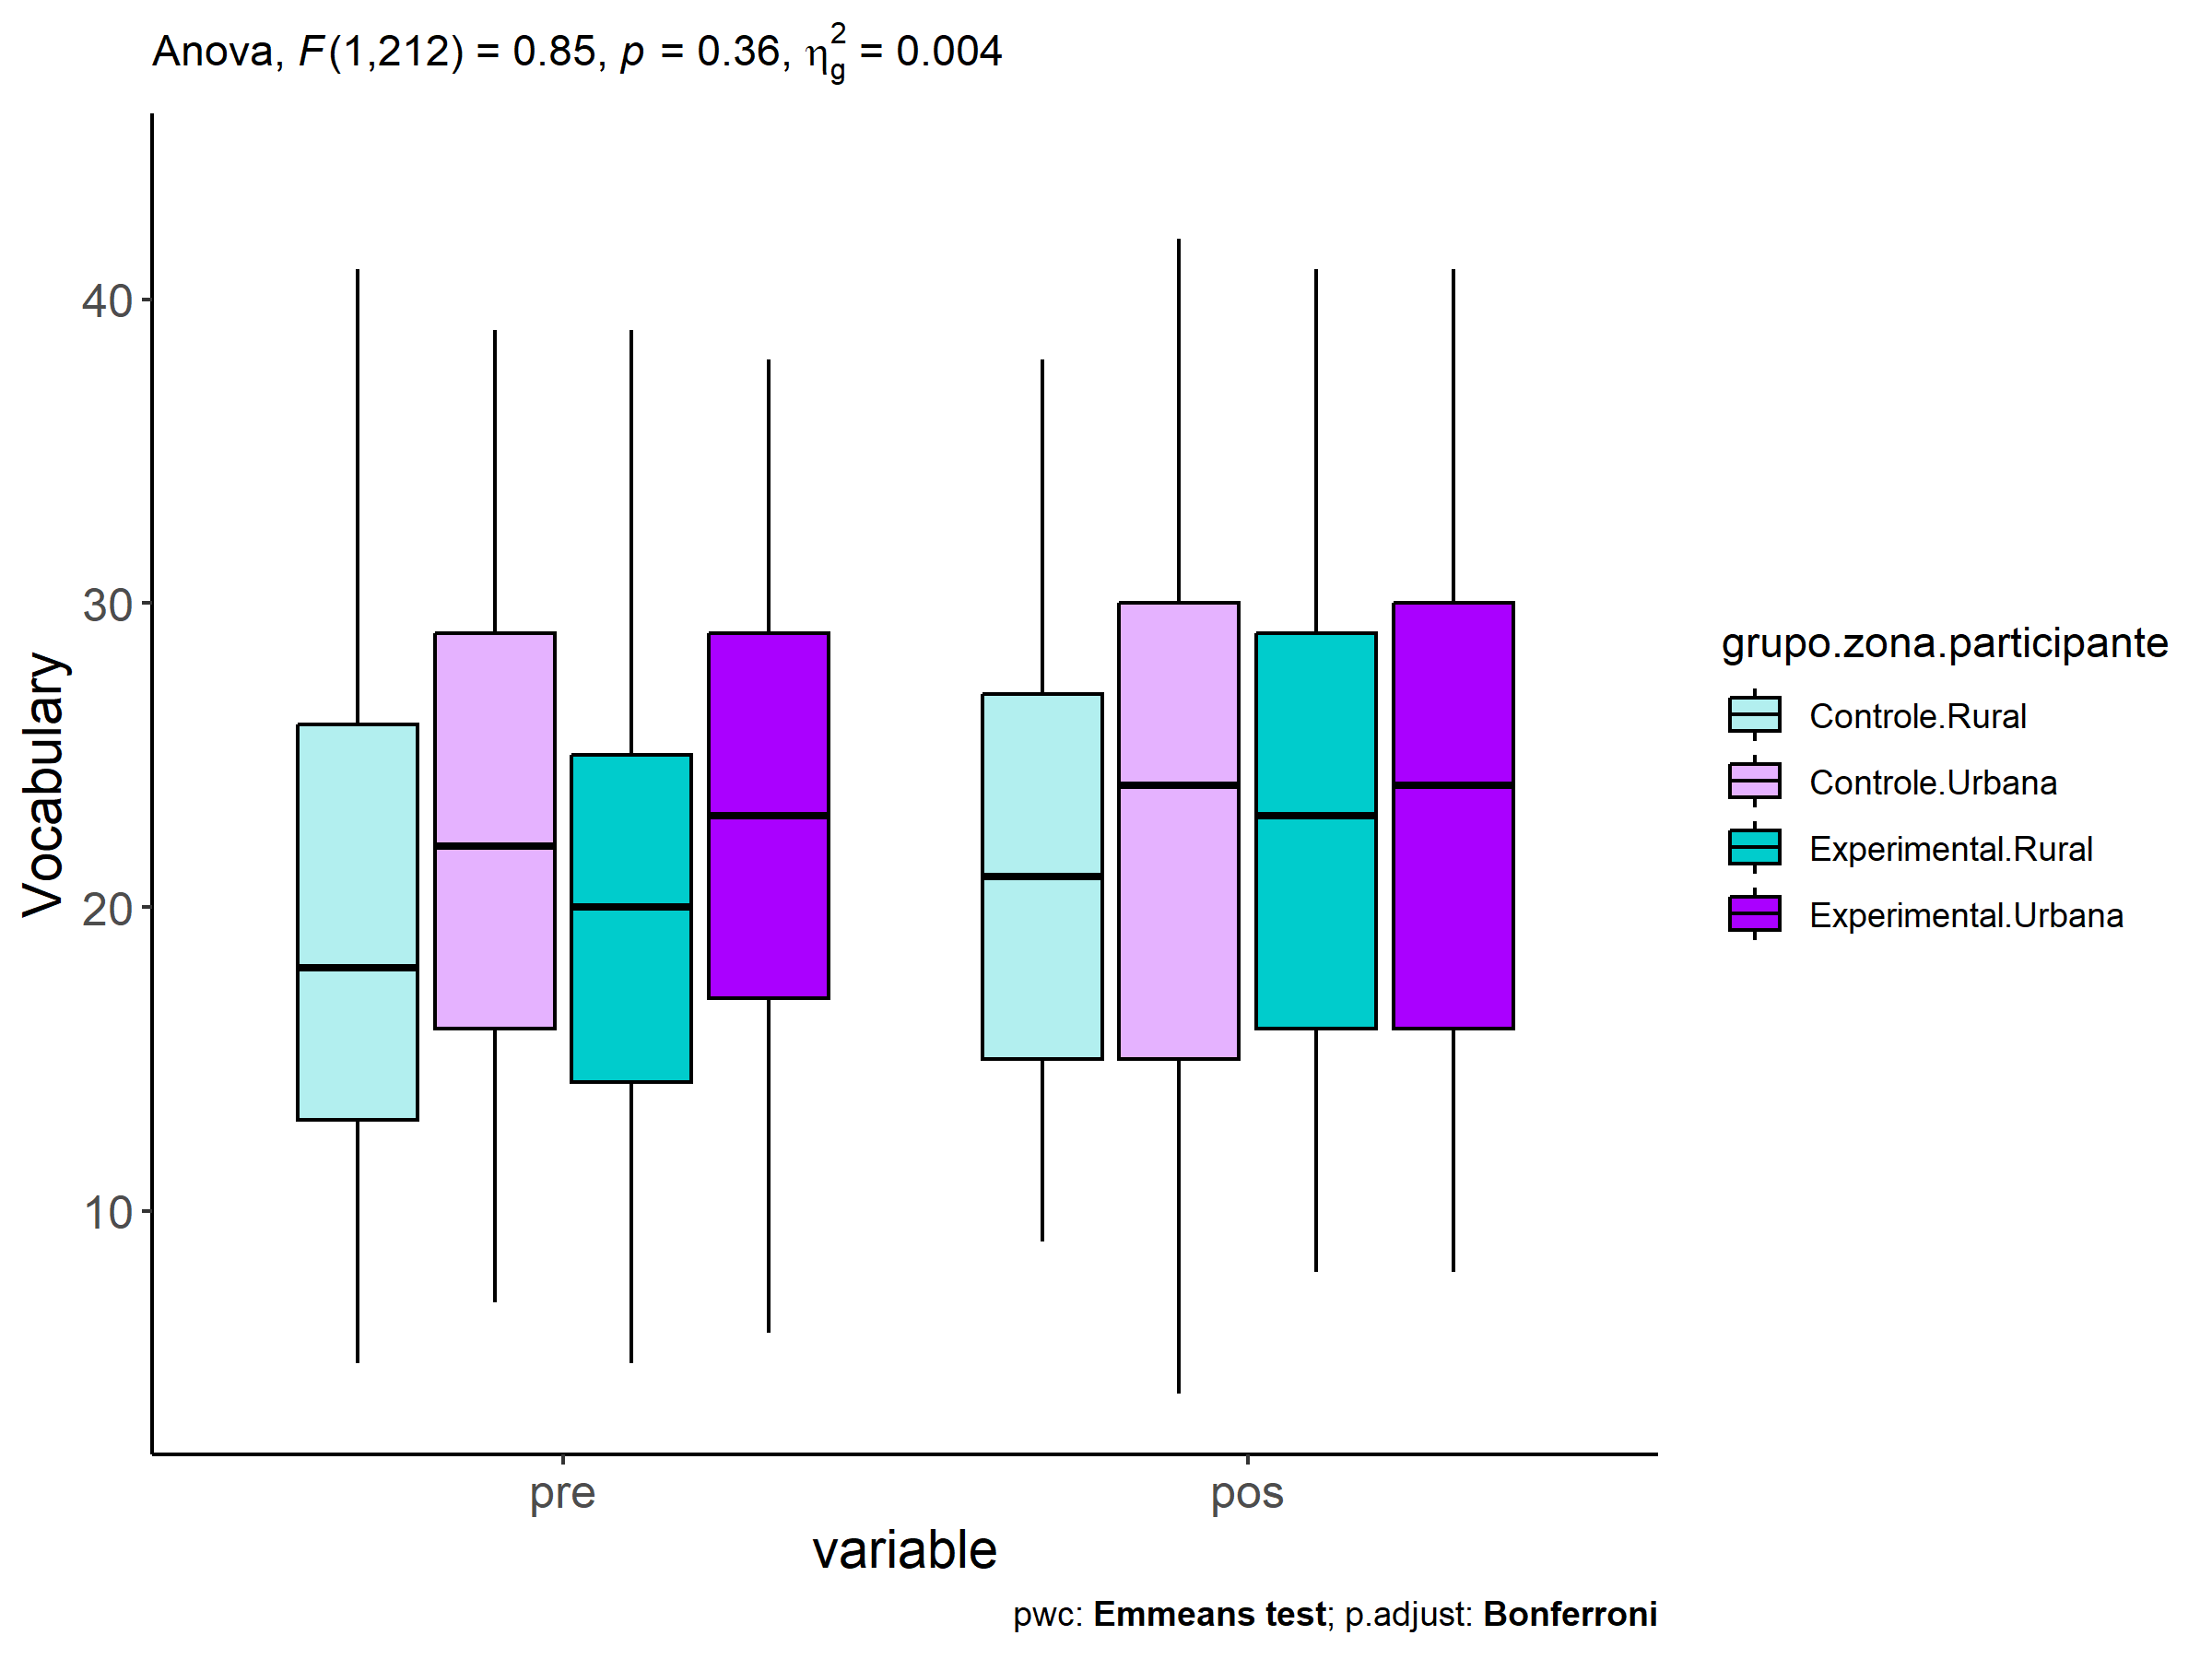 Anova, F(1,212) = 0.85, p = 0.36, η²g = 0.004
Vocabulary
40
30
20
10
pre
pos
variable
grupo.zona.participante
Controle.Rural
Controle.Urbana
Experimental.Rural
Experimental.Urbana
pwc: Emmeans test; p.adjust: Bonferroni